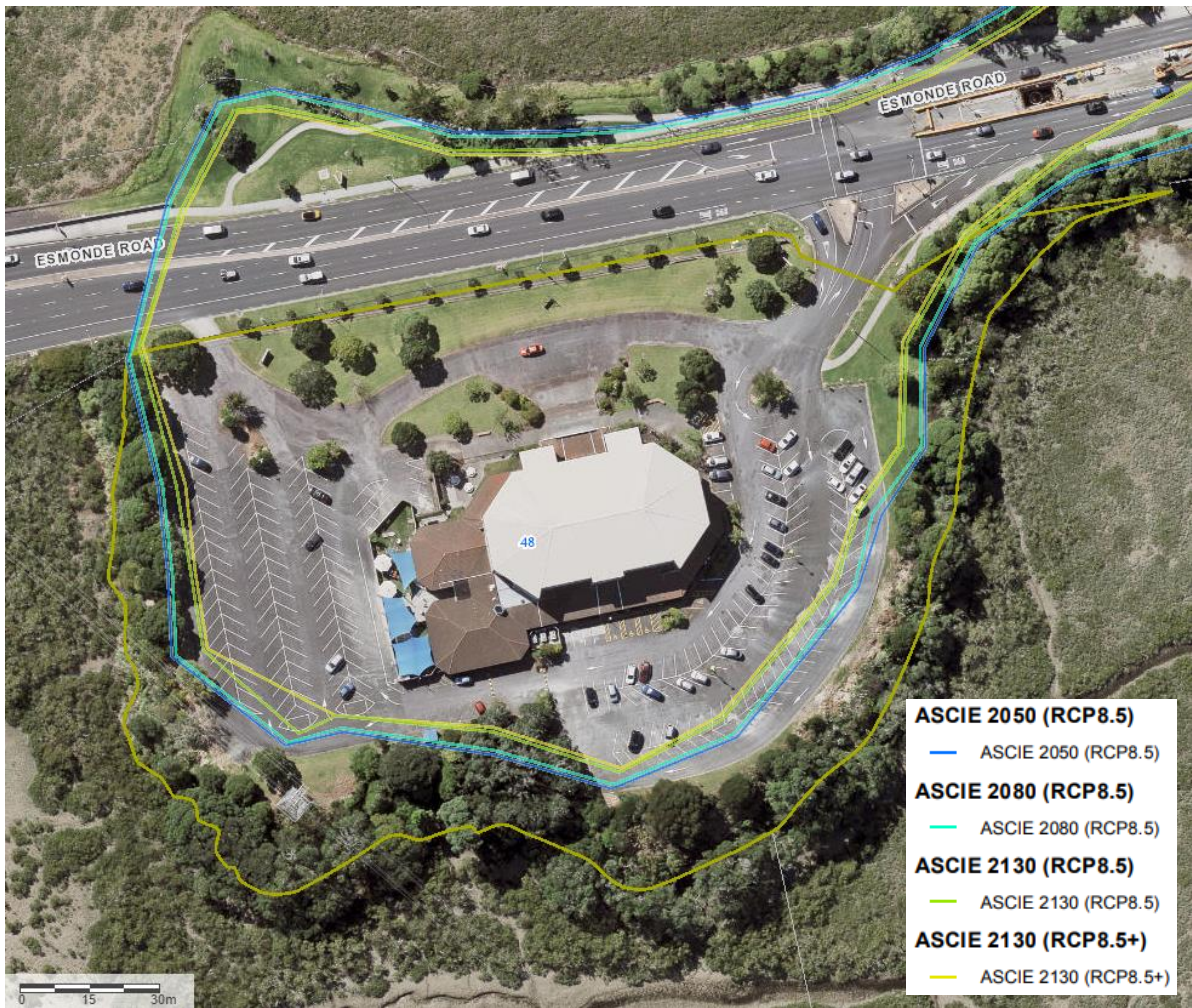 ESMONDE ROAD
ESMONDE ROAD
48
ASCIE 2050 (RCP8.5)
ASCIE 2050 (RCP8.5)
ASCIE 2080 (RCP8.5)
ASCIE 2080 (RCP8.5)
ASCIE 2130 (RCP8.5)
ASCIE 2130 (RCP8.5)
ASCIE 2130 (RCP8.5+)
ASCIE 2130 (RCP8.5+)
0 15 30m